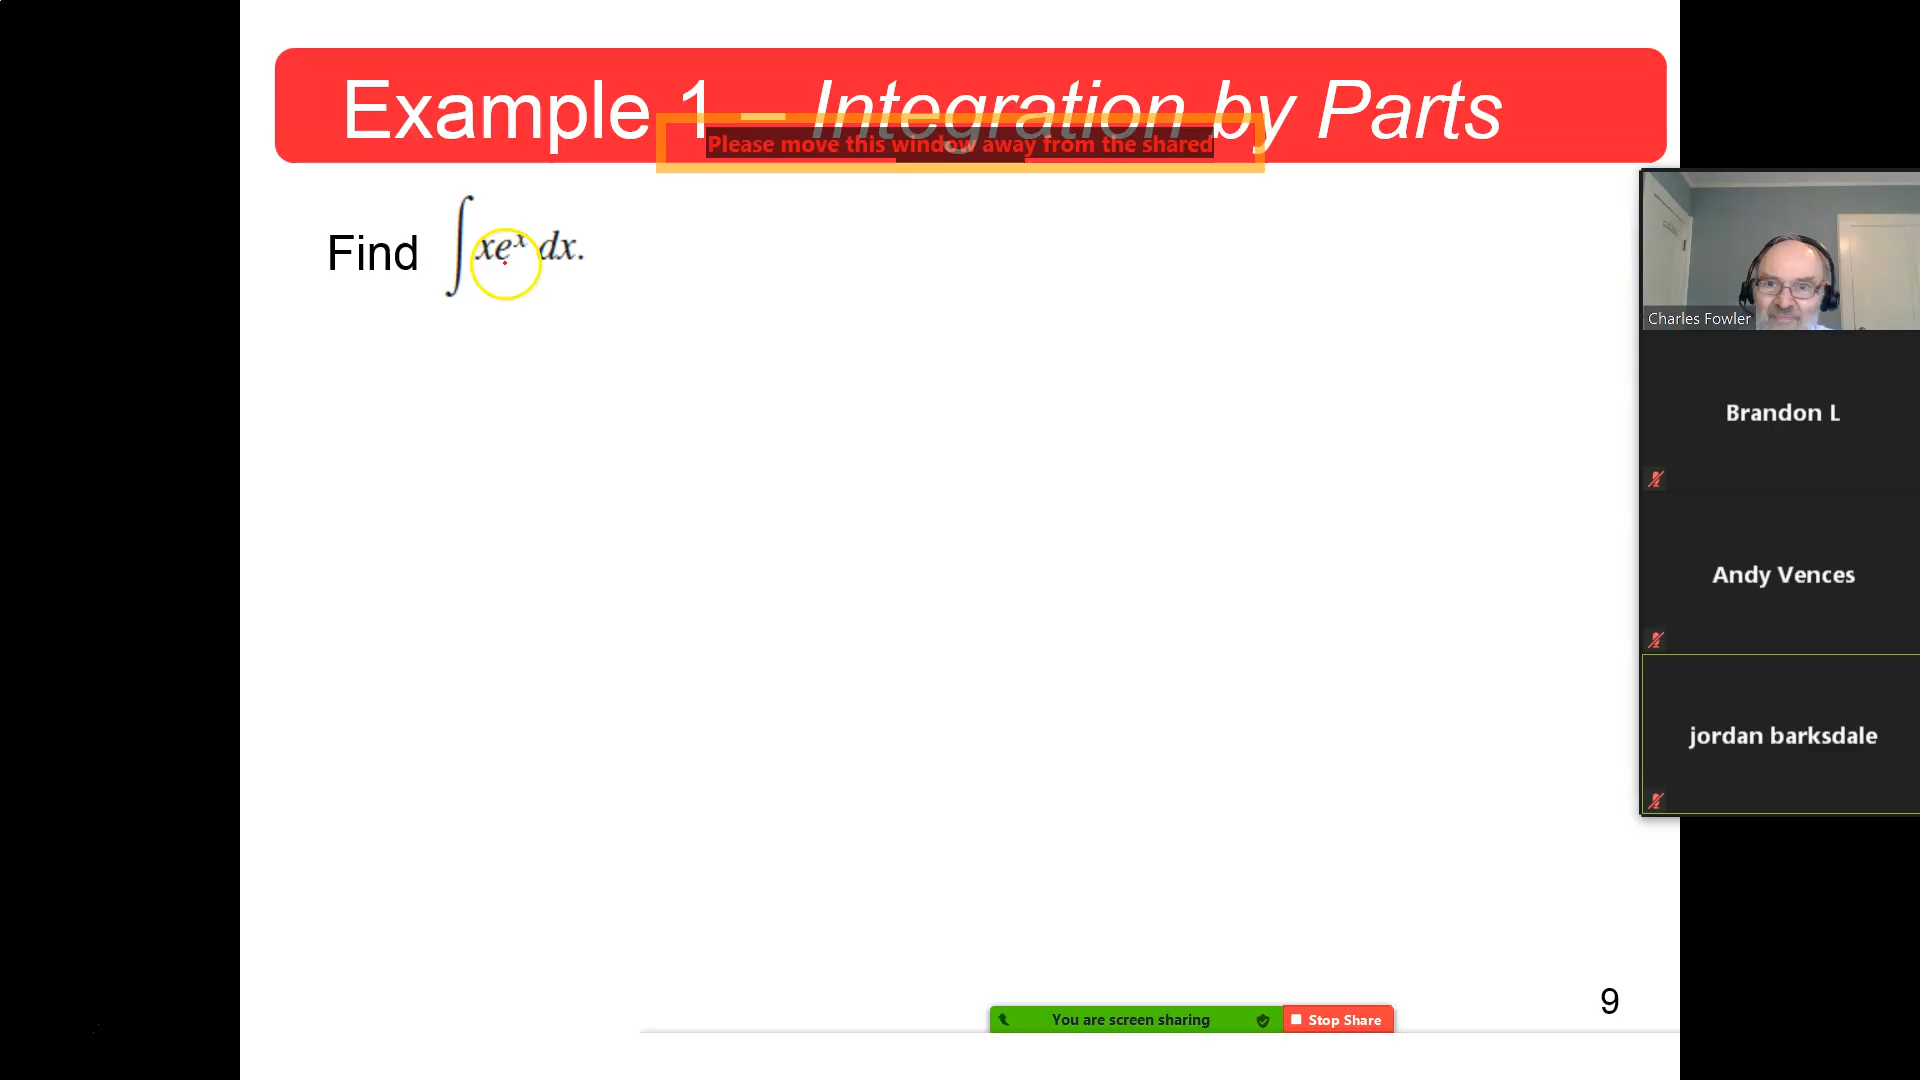 Example 1 – Integration by Parts
Please move this window away from the shared
Find ∫xeˣ dx.
Charles Fowler
Brandon L
Andy Vences
jordan barksdale
9
You are screen sharing
Stop Share